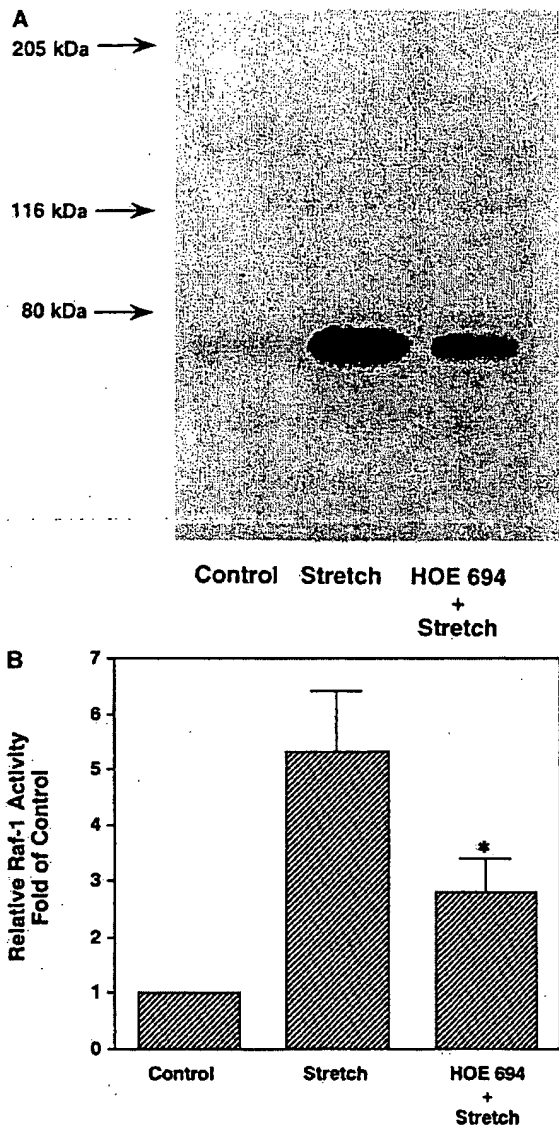 A
205 kDa
116 kDa
80 kDa
Control Stretch HOE 694
+
Stretch
B
7
6
5
4
3
2
1
0
Relative Raf-1 Activity
Fold of Control
*
Control Stretch HOE 694
+
Stretch